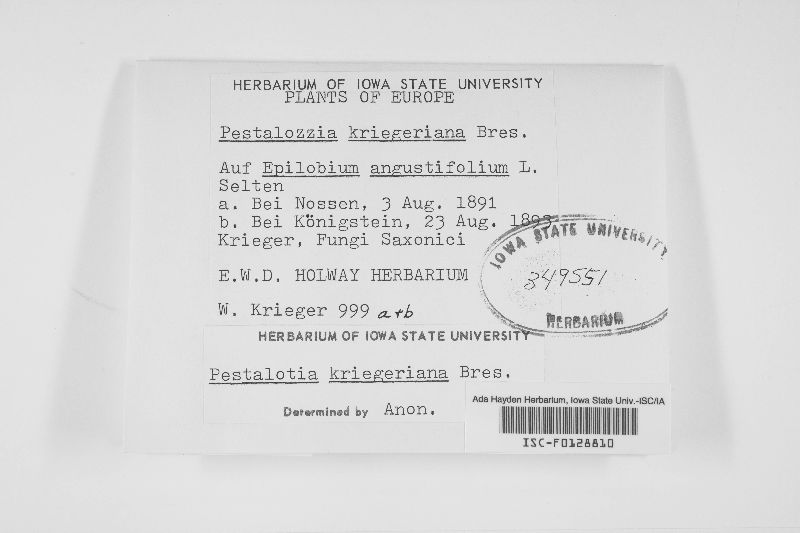 HERBARIUM OF IOWA STATE UNIVERSITY
PLANTS OF EUROPE
Pestalozzia kriegeriana Bres.
Auf Epilobium angustifolium L.
Selten
a. Bei Nossen, 3 Aug. 1891
b. Bei Königstein, 23 Aug. 1893
Krieger, Fungi Saxonici
E.W.D. HOLWAY HERBARIUM
W. Krieger 999 a+b
IOWA STATE UNIVERSITY
349551
HERBARIUM
HERBARIUM OF IOWA STATE UNIVERSITY
Pestalotia kriegeriana Bres.
Determined by Anon.
Ada Hayden Herbarium, Iowa State Univ.-ISC/IA
ISC-F0128810